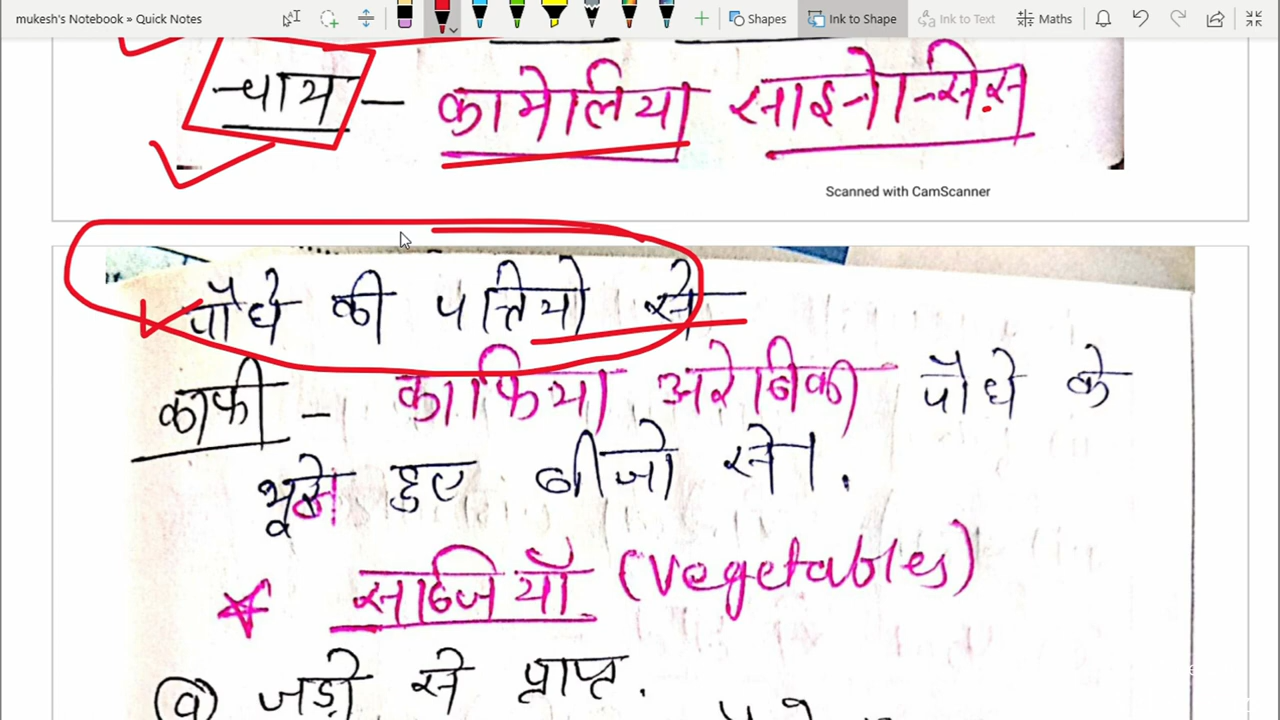 mukesh's Notebook » Quick Notes
Shapes Ink to Shape Ink to Text Maths
चाय - कामेलिया साइनेन्सिस
Scanned with CamScanner
पौधे की पत्तियो से
काफी - काफिया अरेबिका पौधे के
भूसे हुए बीजो से।.
सब्जियाँ (Vegetables)
जड़ो से प्राप्त.